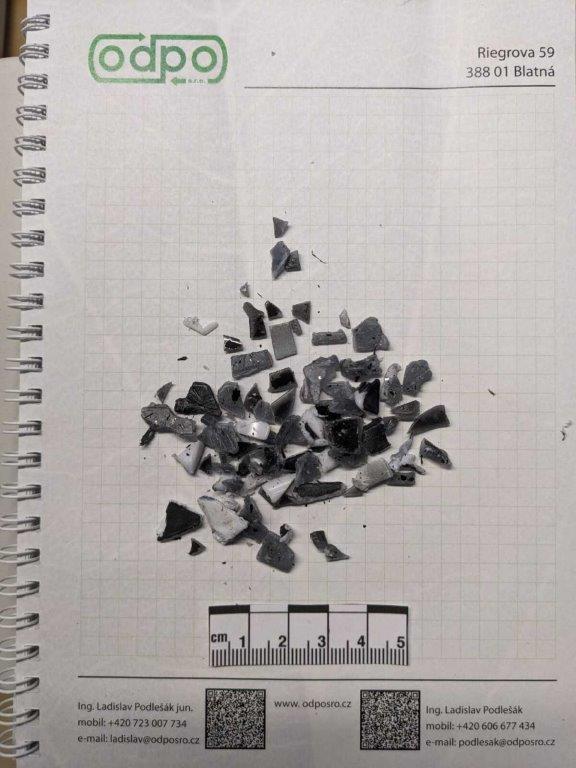 odpo
s.r.o.
Riegrova 59
388 01 Blatná
cm 1 2 3 4 5
Ing. Ladislav Podlešák jun.
mobil: +420 723 007 734
e-mail: ladislav@odposro.cz
www. odposro.cz
Ing. Ladislav Podlešák
mobil: +420 606 677 434
e-mail: podlesak@odposro.cz